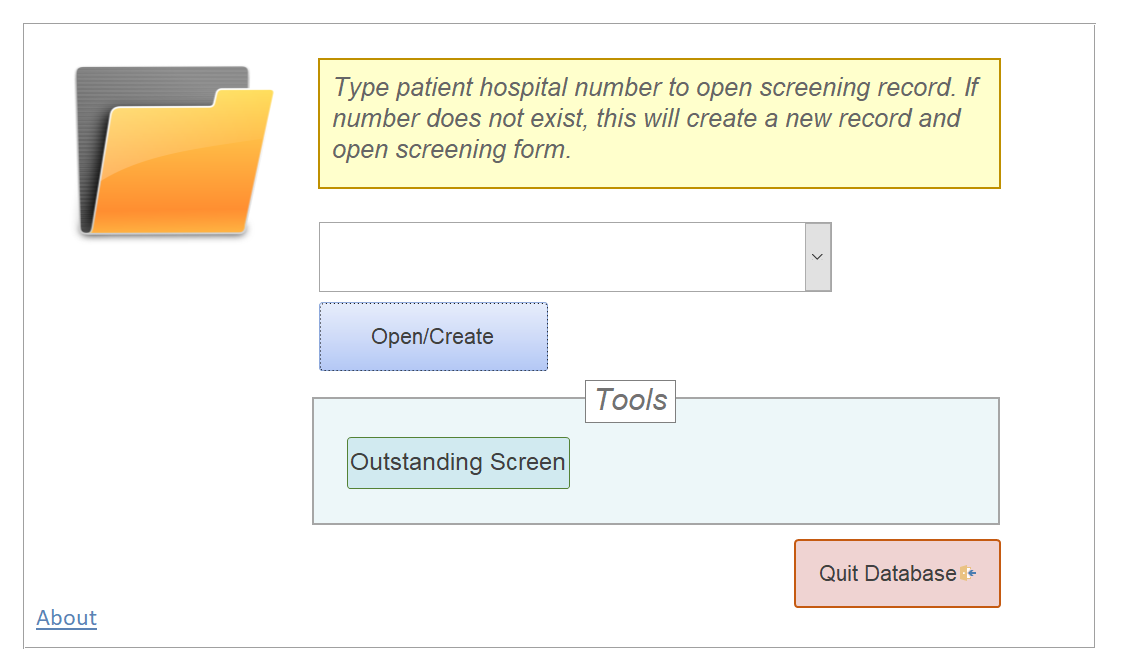 Type patient hospital number to open screening record. If
number does not exist, this will create a new record and
open screening form.
Open/Create
Tools
Outstanding Screen
Quit Database
About